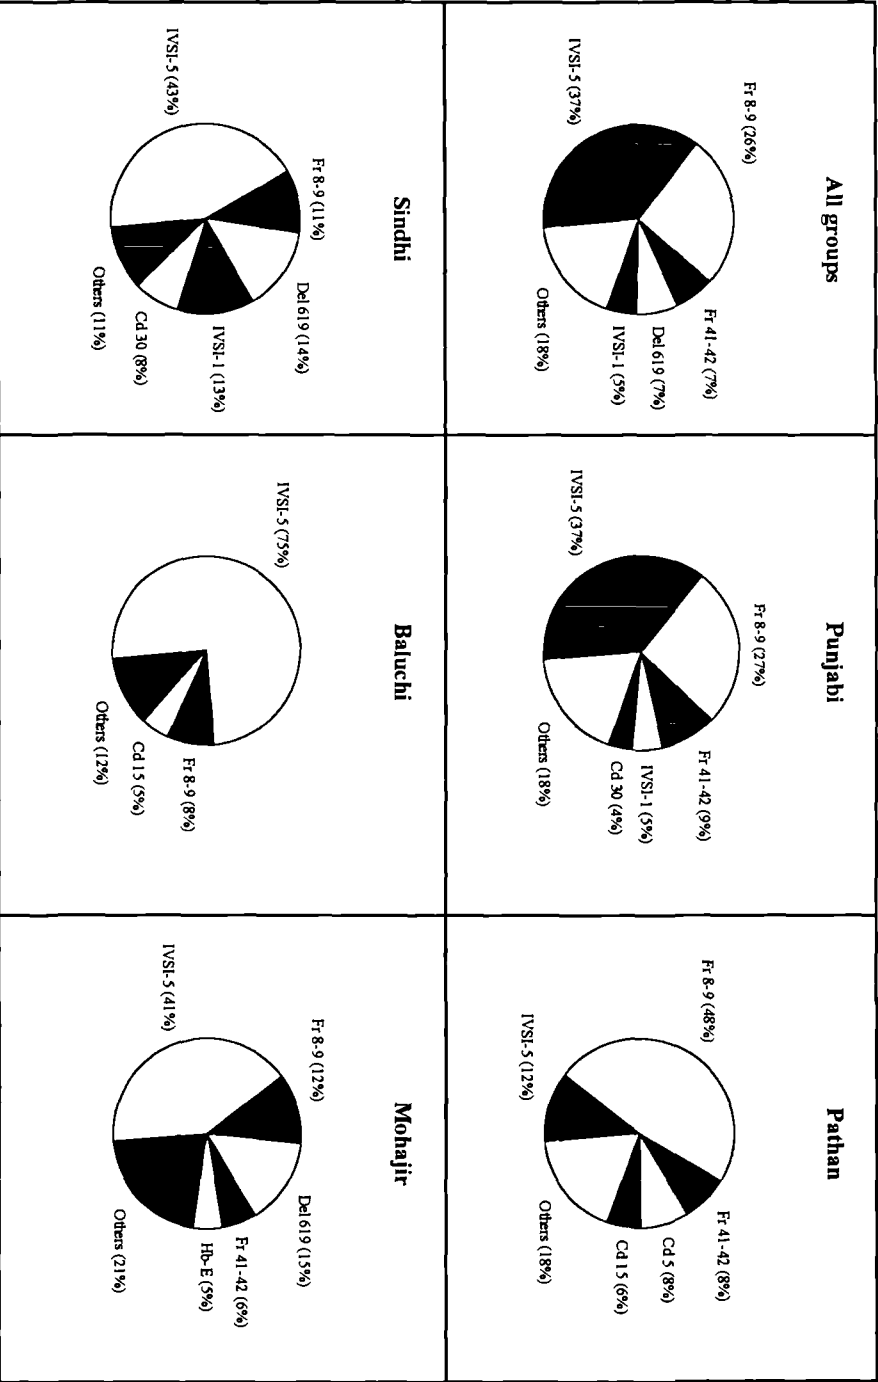 All groups
Fr 8-9 (26%)
IVSI-5 (37%)
Fr 41-42 (7%)
Del 619 (7%)
IVSI-1 (5%)
Others (18%)
Punjabi
Fr 8-9 (27%)
IVSI-5 (37%)
Fr 41-42 (9%)
IVSI-1 (5%)
Cd 30 (4%)
Others (18%)
Pathan
Fr 8-9 (48%)
IVSI-5 (12%)
Fr 41-42 (8%)
Cd 5 (8%)
Cd 15 (6%)
Others (18%)
Sindhi
IVSI-5 (43%)
Fr 8-9 (11%)
Del 619 (14%)
IVSI-1 (13%)
Cd 30 (8%)
Others (11%)
Baluchi
IVSI-5 (75%)
Fr 8-9 (8%)
Cd 15 (5%)
Others (12%)
Mohajir
IVSI-5 (41%)
Fr 8-9 (12%)
Del 619 (15%)
Fr 41-42 (6%)
Hb-E (5%)
Others (21%)